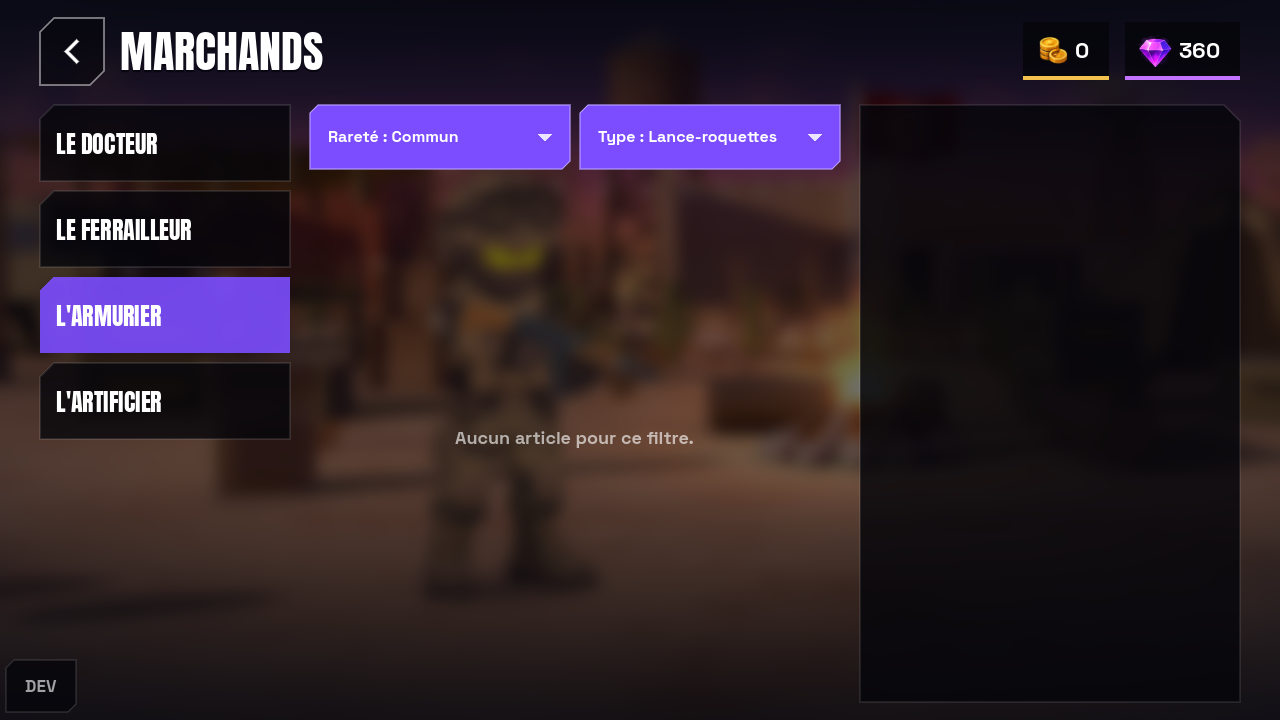 MARCHANDS
0
360
LE DOCTEUR
LE FERRAILLEUR
L'ARMURIER
L'ARTIFICIER
Rareté : Commun
Type : Lance-roquettes
Aucun article pour ce filtre.
DEV